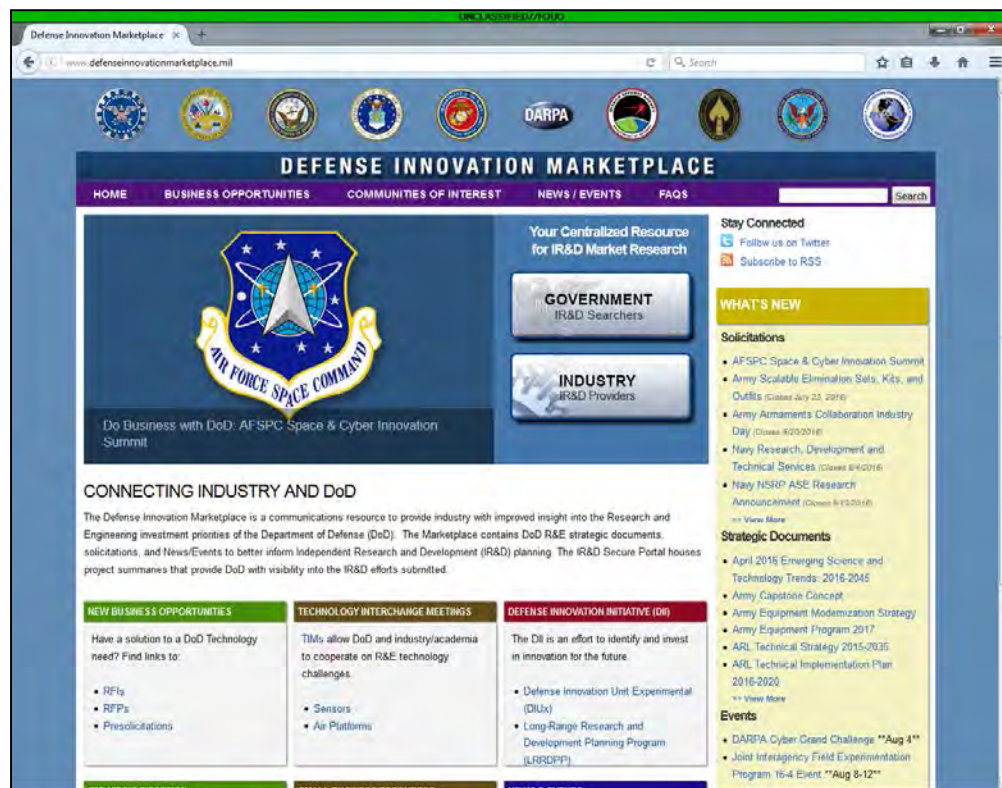 UNCLASSIFIED//FOUO
Defense Innovation Marketplace
www.defenseinnovationmarketplace.mil
Search
DARPA
DEFENSE INNOVATION MARKETPLACE
HOME BUSINESS OPPORTUNITIES COMMUNITIES OF INTEREST NEWS / EVENTS FAQS Search
AIR FORCE SPACE COMMAND
Do Business with DoD: AFSPC Space & Cyber Innovation
Summit
Your Centralized Resource
for IR&D Market Research
GOVERNMENT
IR&D Searchers
INDUSTRY
IR&D Providers
CONNECTING INDUSTRY AND DoD
The Defense Innovation Marketplace is a communications resource to provide industry with improved insight into the Research and
Engineering investment priorities of the Department of Defense (DoD). The Marketplace contains DoD R&E strategic documents,
solicitations, and News/Events to better inform Independent Research and Development (IR&D) planning. The IR&D Secure Portal houses
project summaries that provide DoD with visibility into the IR&D efforts submitted.
NEW BUSINESS OPPORTUNITIES
Have a solution to a DoD Technology
need? Find links to:
• RFIs
• RFPs
• Presolicitations
TECHNOLOGY INTERCHANGE MEETINGS
TIMs allow DoD and industry/academia
to cooperate on R&E technology
challenges.
• Sensors
• Air Platforms
DEFENSE INNOVATION INITIATIVE (DII)
The DII is an effort to identify and invest
in innovation for the future.
• Defense Innovation Unit Experimental
(DIUx)
• Long-Range Research and
Development Planning Program
(LRRDPP)
Stay Connected
Follow us on Twitter
Subscribe to RSS
WHAT'S NEW
Solicitations
• AFSPC Space & Cyber Innovation Summit
• Army Scalable Elimination Sets, Kits, and
Outfits (Closes July 23, 2016)
• Army Armaments Collaboration Industry
Day (Closes 9/20/2016)
• Navy Research, Development and
Technical Services (Closes 8/4/2016)
• Navy NSRP ASE Research
Announcement
>> View More
Strategic Documents
• April 2016 Emerging Science and
Technology Trends: 2016-2045
• Army Capstone Concept
• Army Equipment Modernization Strategy
• Army Equipment Program 2017
• ARL Technical Strategy 2015-2035
• ARL Technical Implementation Plan
2016-2020
>> View More
Events
• DARPA Cyber Grand Challenge **Aug 4**
• Joint Interagency Field Experimentation
Program 16-4 Event **Aug 8-12**